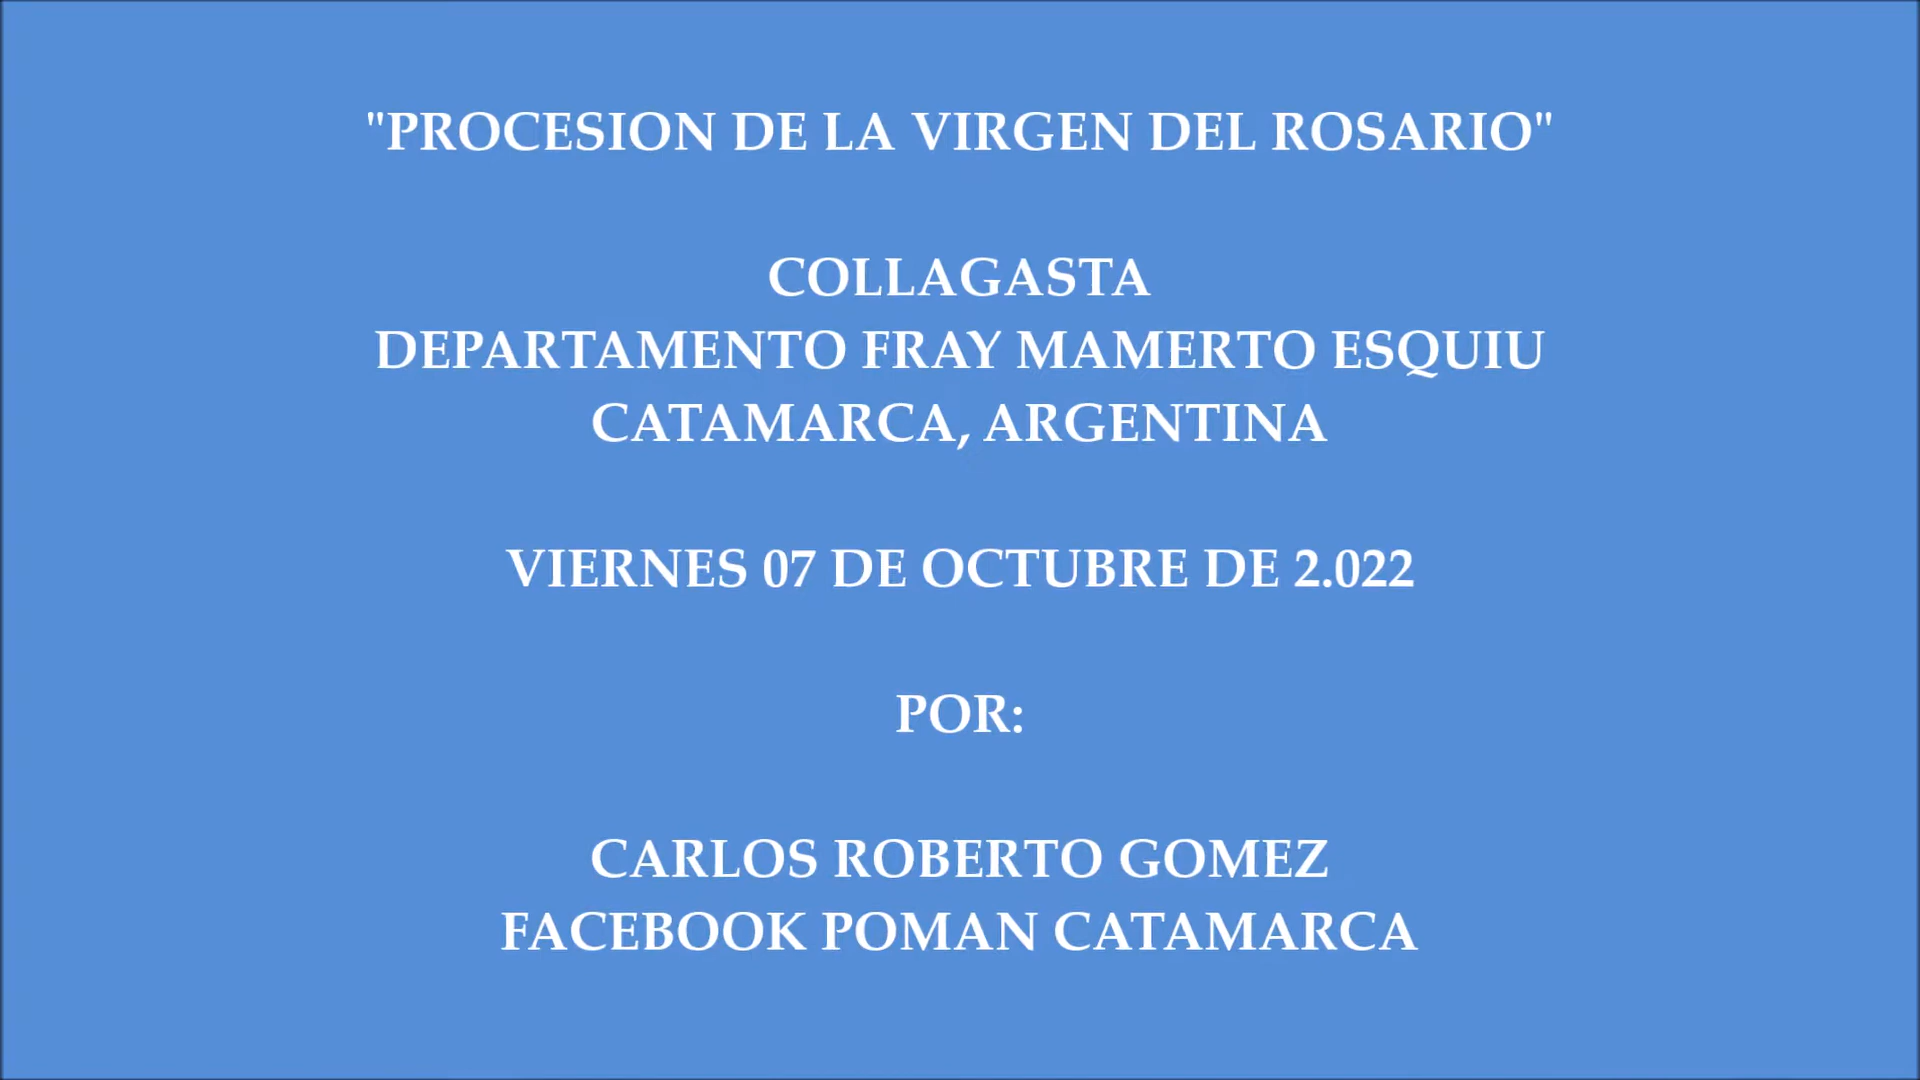 "PROCESION DE LA VIRGEN DEL ROSARIO"
COLLAGASTA
DEPARTAMENTO FRAY MAMERTO ESQUIU
CATAMARCA, ARGENTINA
VIERNES 07 DE OCTUBRE DE 2.022
POR:
CARLOS ROBERTO GOMEZ
FACEBOOK POMAN CATAMARCA